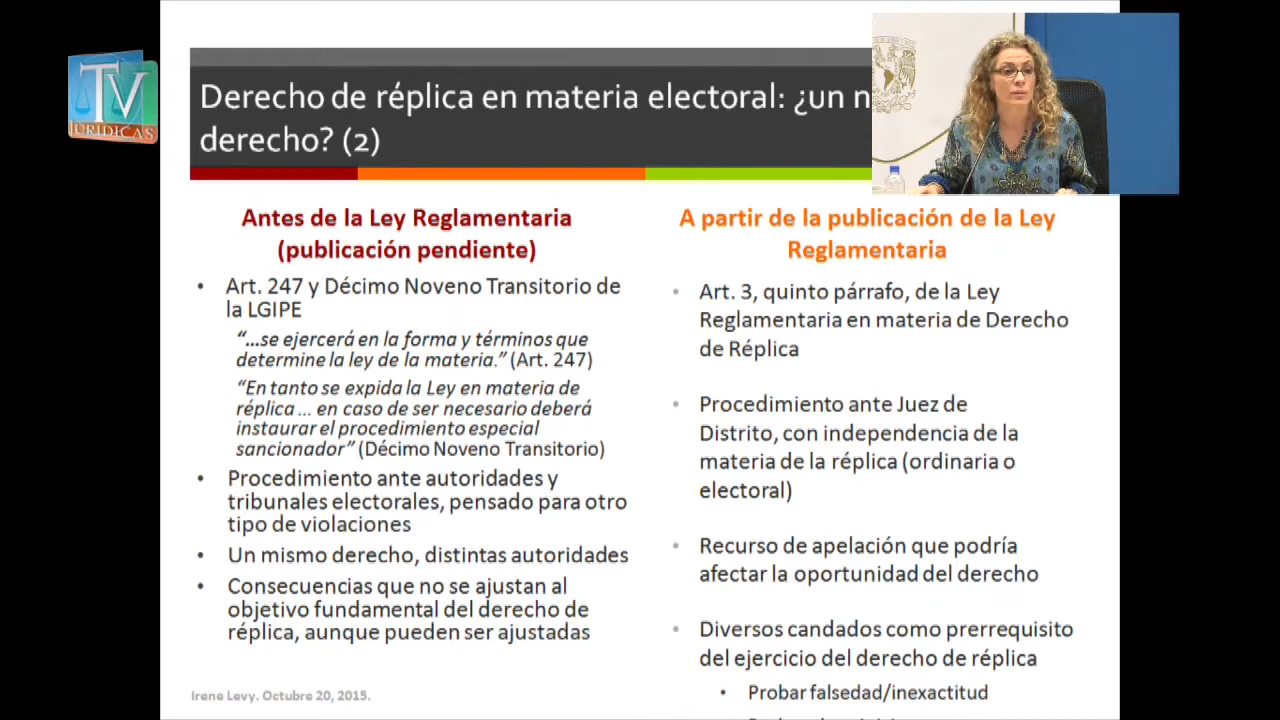 TV
JURIDICAS
Derecho de réplica en materia electoral: ¿un
derecho? (2)
Antes de la Ley Reglamentaria
(publicación pendiente)
• Art. 247 y Décimo Noveno Transitorio de
la LGIPE
“...se ejercerá en la forma y términos que
determine la ley de la materia.” (Art. 247)
“En tanto se expida la Ley en materia de
réplica ... en caso de ser necesario deberá
instaurar el procedimiento especial
sancionador” (Décimo Noveno Transitorio)
• Procedimiento ante autoridades y
tribunales electorales, pensado para otro
tipo de violaciones
• Un mismo derecho, distintas autoridades
• Consecuencias que no se ajustan al
objetivo fundamental del derecho de
réplica, aunque pueden ser ajustadas
A partir de la publicación de la Ley
Reglamentaria
• Art. 3, quinto párrafo, de la Ley
Reglamentaria en materia de Derecho
de Réplica
• Procedimiento ante Juez de
Distrito, con independencia de la
materia de la réplica (ordinaria o
electoral)
• Recurso de apelación que podría
afectar la oportunidad del derecho
• Diversos candados como prerrequisito
del ejercicio del derecho de réplica
• Probar falsedad/inexactitud
Irene Levy. Octubre 20, 2015.